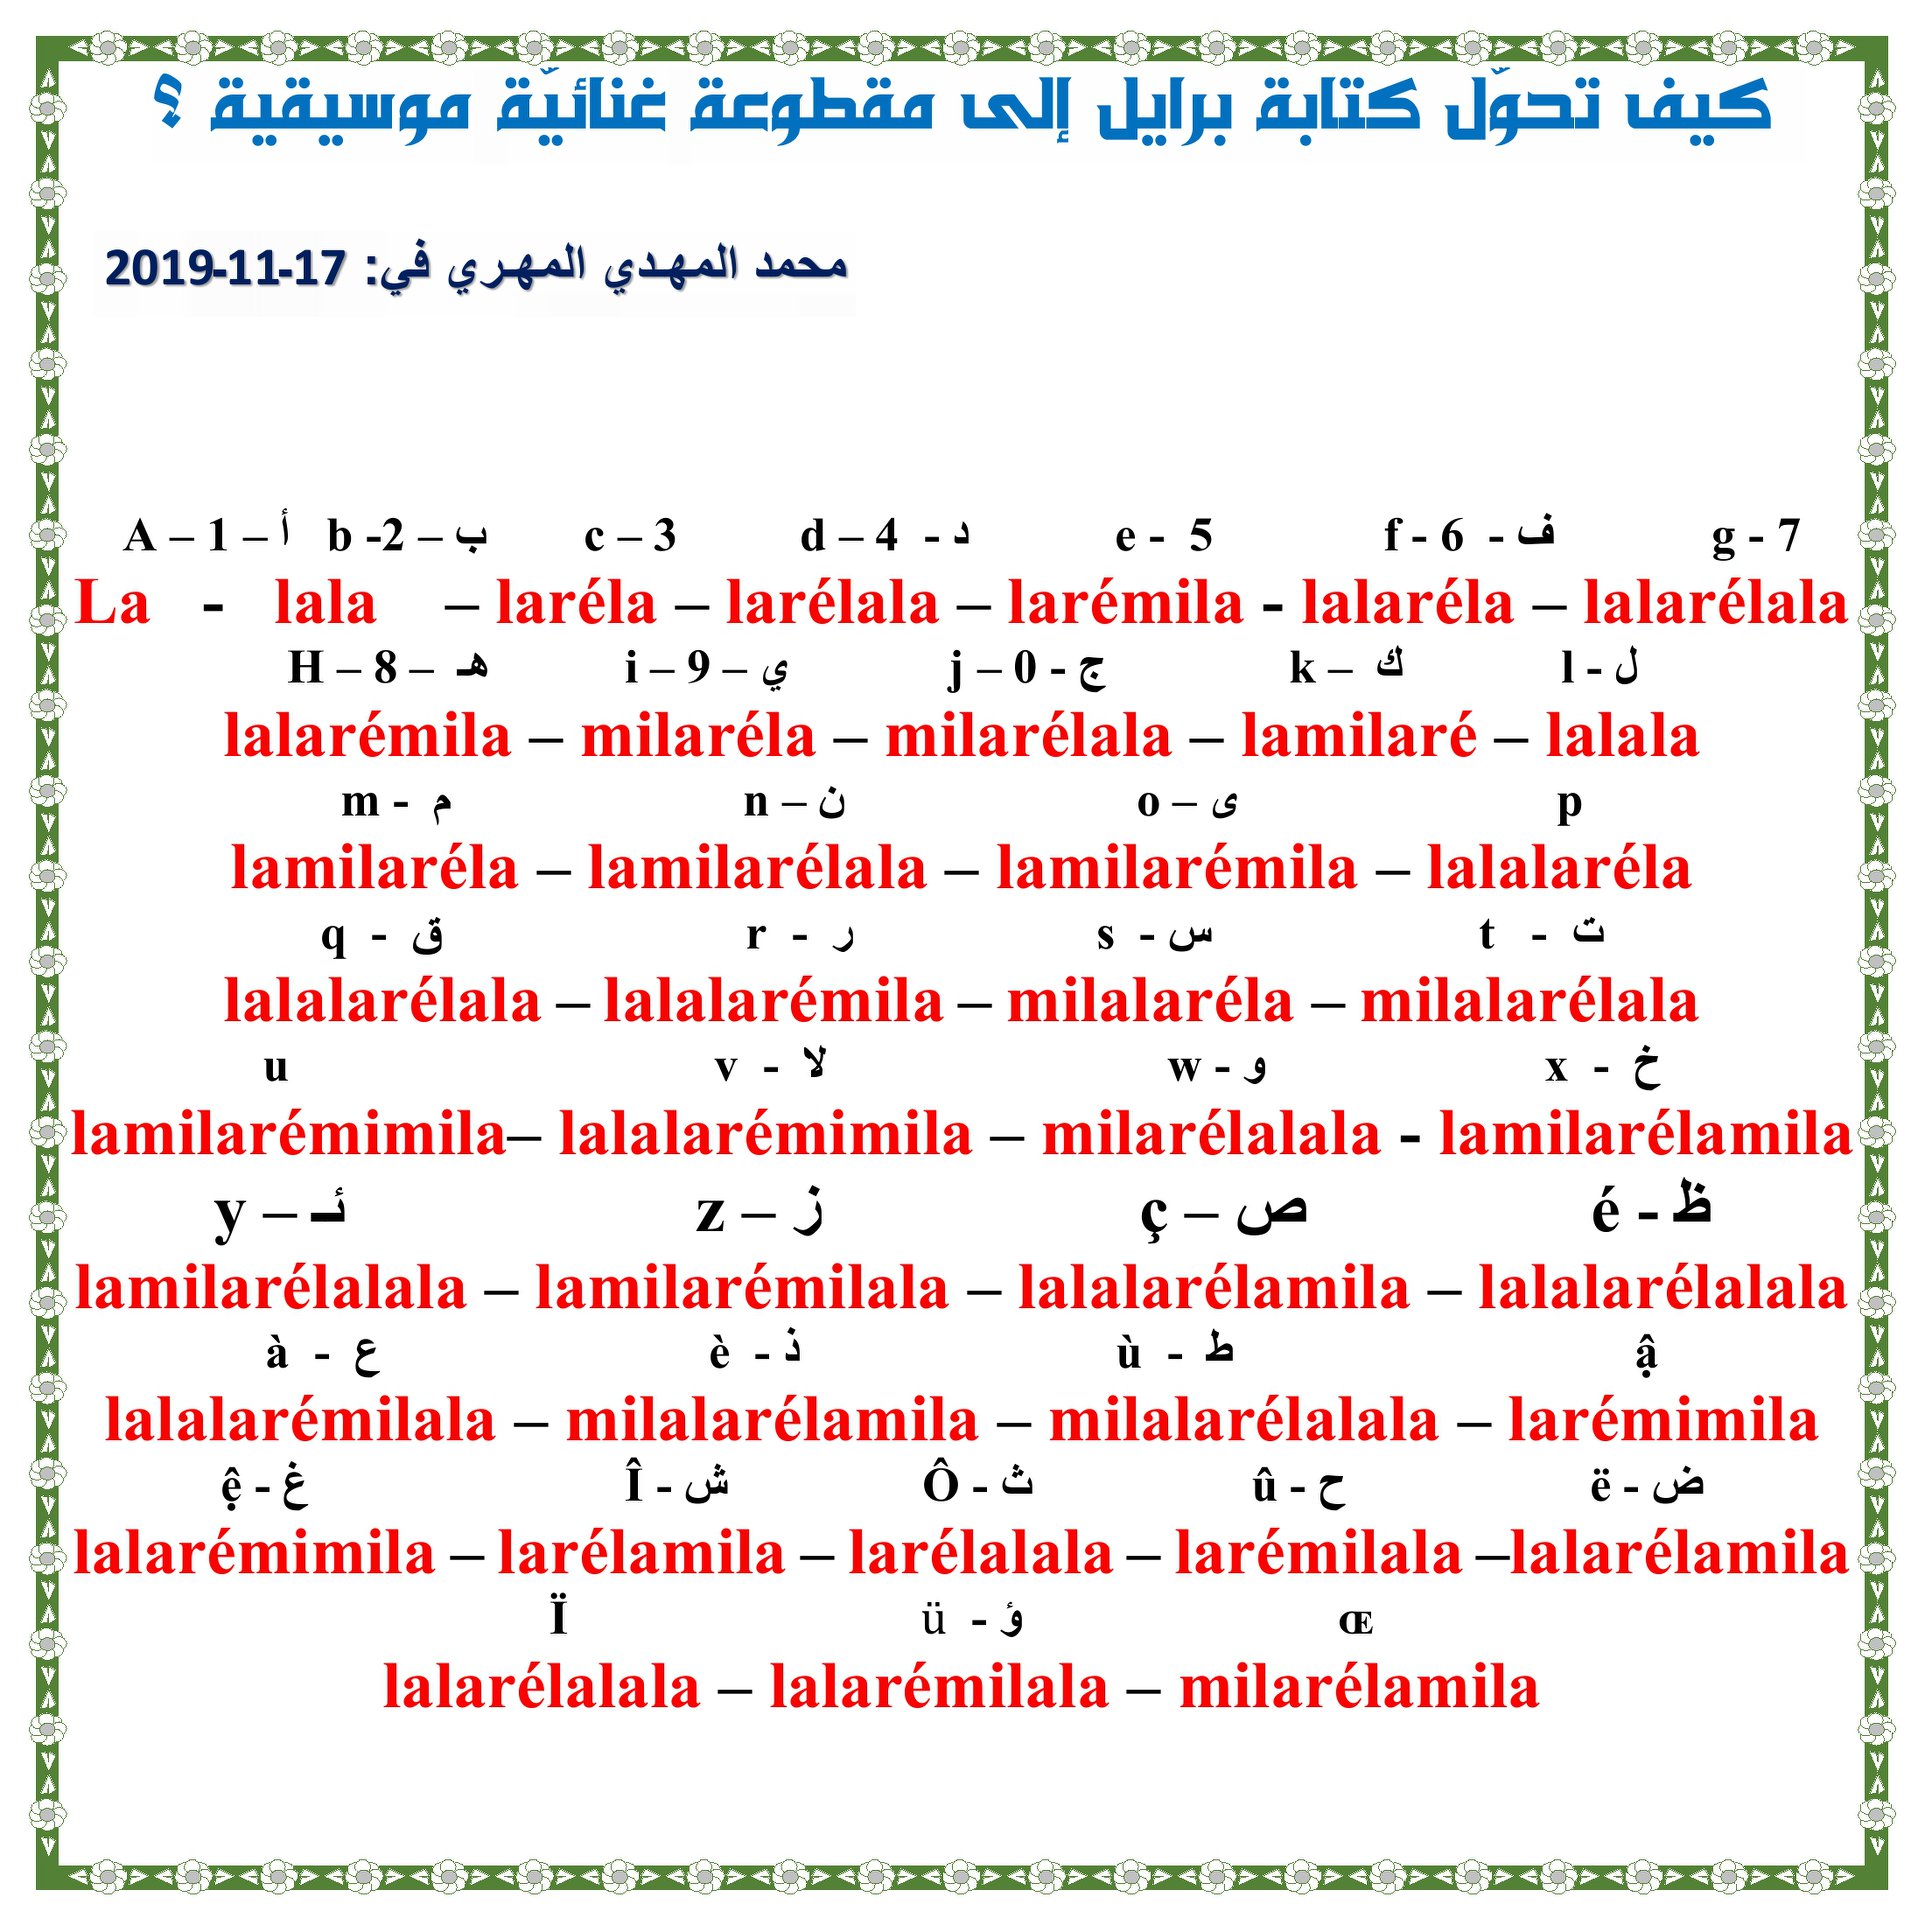 كيف تحوّل كتابة برايل إلى مقطوعة غنائيّة موسيقية ؟
محمد المهدي المهري في: 17-11-2019
A – 1 – أ b -2 – ب c – 3 d – 4 - د e - 5 f - 6 - ف g - 7
La - lala – laréla – larélala – larémila - lalaréla – lalarélala
H – 8 – هـ i – 9 – ي j – 0 - ج k – ك l - ل
lalarémila – milaréla – milarélala – lamilaré – lalala
m - م n – ن o – ى p
lamilaréla – lamilarélala – lamilarémila – lalalaréla
q - ق r - ر s - س t - ت
lalalarélala – lalalarémila – milalaréla – milalarélala
u v - لا w - و x - خ
lamilarémimila– lalalarémimila – milarélalala - lamilarélamila
y – ئـ z – ز ç – ص é - ظ
lamilarélalala – lamilarémilala – lalalarélamila – lalalarélalala
à - ع è - ذ ù - ط ậ
lalalarémilala – milalarélamila – milalarélalala – larémimila
ệ - غ Î - ش Ô - ث û - ح ë - ض
lalarémimila – larélamila – larélalala – larémilala –lalarélamila
Ï ü - ؤ œ
lalarélalala – lalarémilala – milarélamila